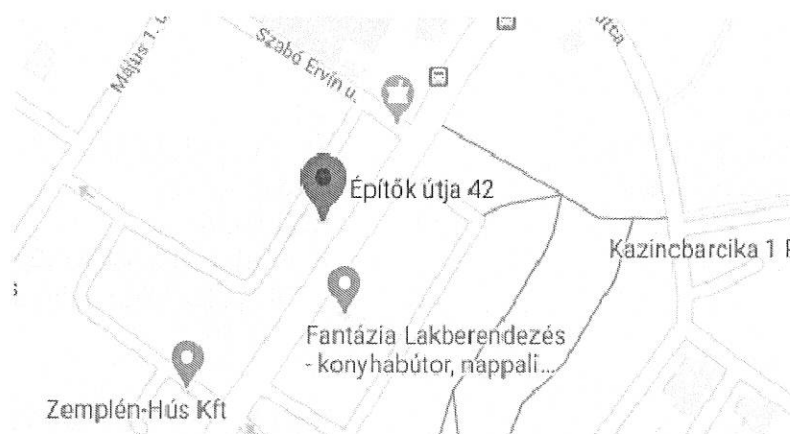 Május 1. ú
Szabó Ervin u.
utca
Építők útja 42
Kazincbarcika 1 P
s
Fantázia Lakberendezés
- konyhabútor, nappali...
Zemplén-Hús Kft